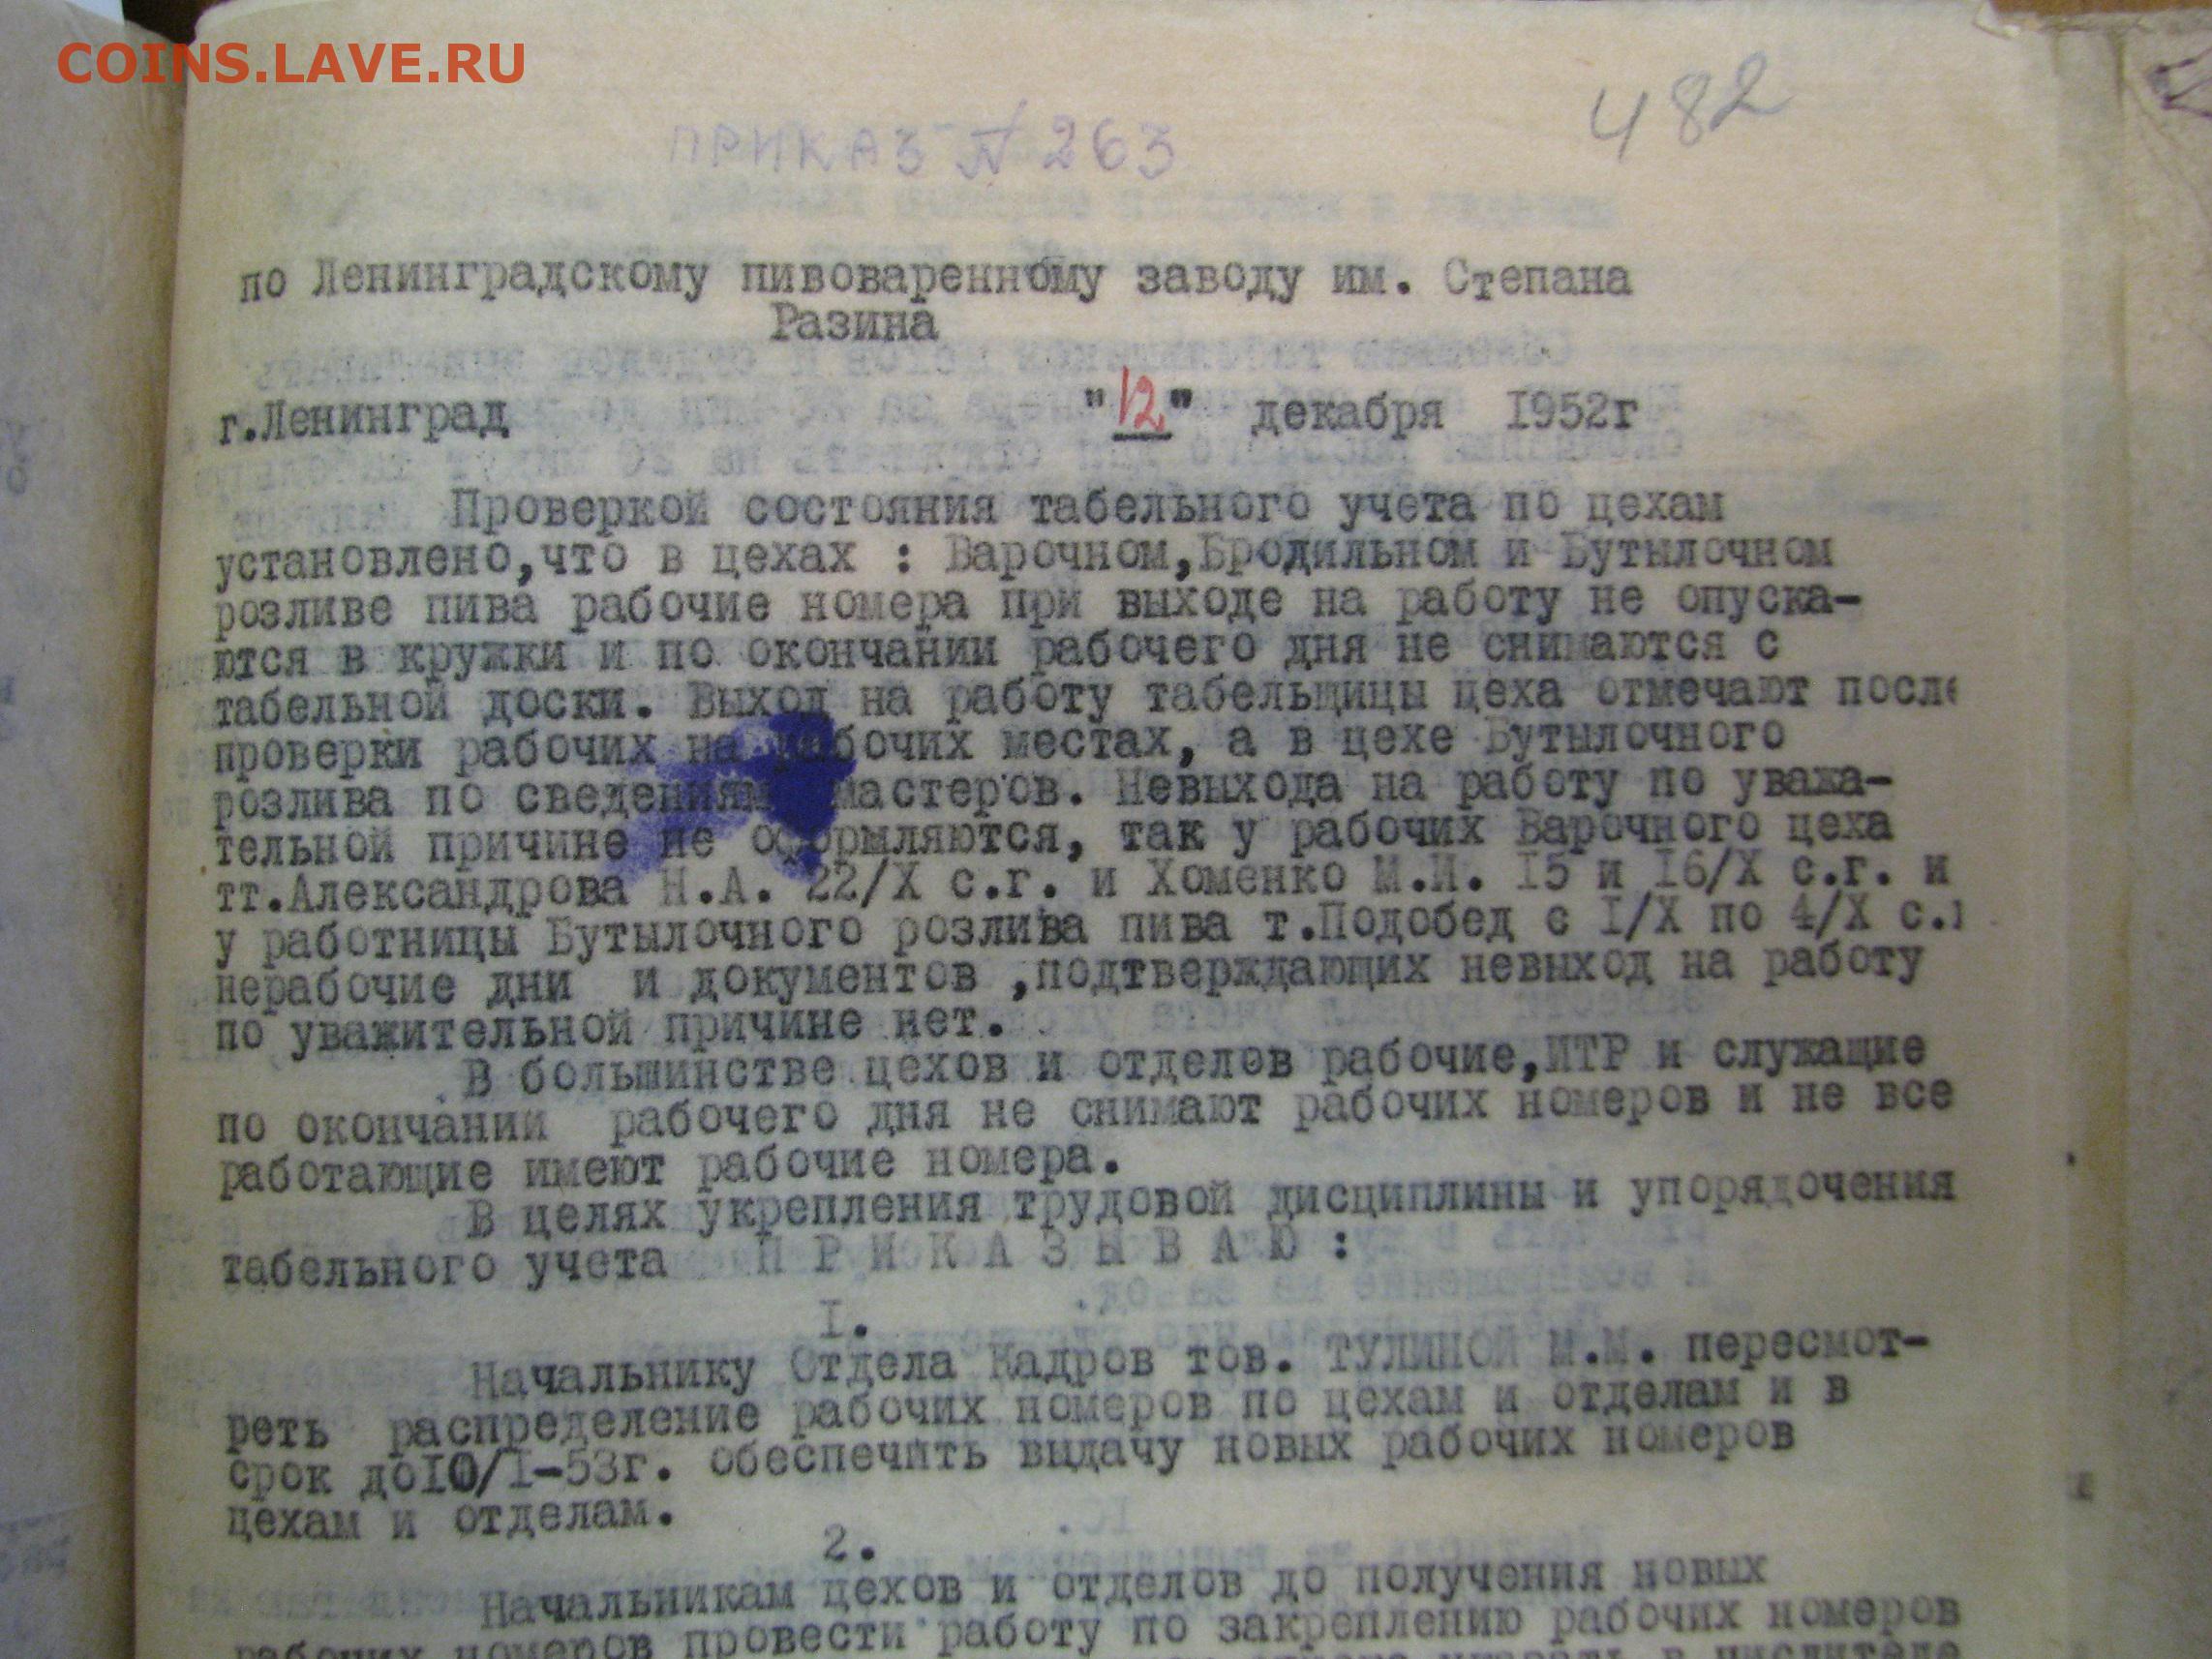 COINS.LAVE.RU
482
ПРИКАЗ № 263
по Ленинградскому пивоваренному заводу им. Степана
Разина
г.Ленинград "12" декабря 1952г
Проверкой состояния табельного учета по цехам
установлено,что в цехах : Варочном,Бродильном и Бутылочном
розливе пива рабочие номера при выходе на работу не опуска-
ются в кружки и по окончании рабочего дня не снимаются с
табельной доски. Выход на работу табельщицы цеха отмечают после
проверки рабочих на рабочих местах, а в цехе Бутылочного
розлива по сведениям мастеров. Невыхода на работу по уважа-
тельной причине не оформляются, так у рабочих Варочного цеха
тт.Александрова Н.А. 22/X с.г. и Хоменко М.И. 15 и 16/X с.г. и
у работницы Бутылочного розлива пива т.Подобед с I/X по 4/X с.г
нерабочие дни и документов ,подтверждающих невыход на работу
по уважительной причине нет.
В большинстве цехов и отделов рабочие,ИТР и служащие
по окончании рабочего дня не снимают рабочих номеров и не все
работающие имеют рабочие номера.
В целях укрепления трудовой дисциплины и упорядочения
табельного учета П Р И К А З Ы В А Ю :
I.
Начальнику Отдела Кадров тов. ТУЛИНОЙ М.М. пересмот-
реть распределение рабочих номеров по цехам и отделам и в
срок до10/I-53г. обеспечить выдачу новых рабочих номеров
цехам и отделам.
2.
Начальникам цехов и отделов до получения новых
рабочих номеров провести работу по закреплению рабочих номеров
указать в числителе